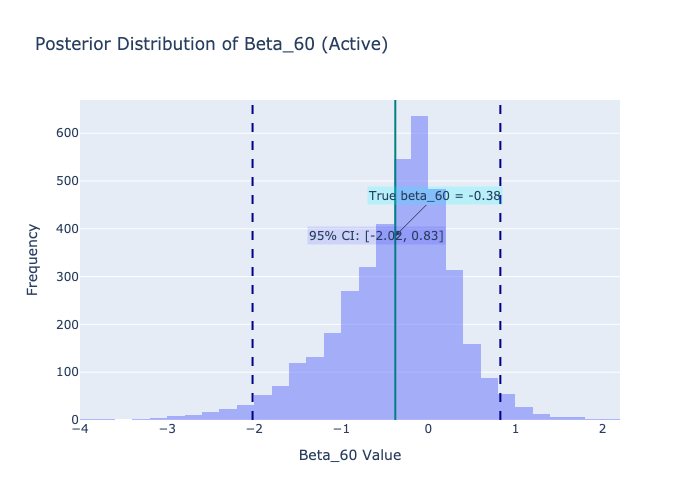 Posterior Distribution of Beta_60 (Active)
600
500
400
300
200
100
0
Frequency
True beta_60 = -0.38
95% CI: [-2.02, 0.83]
−4
−3
−2
−1
0
1
2
Beta_60 Value